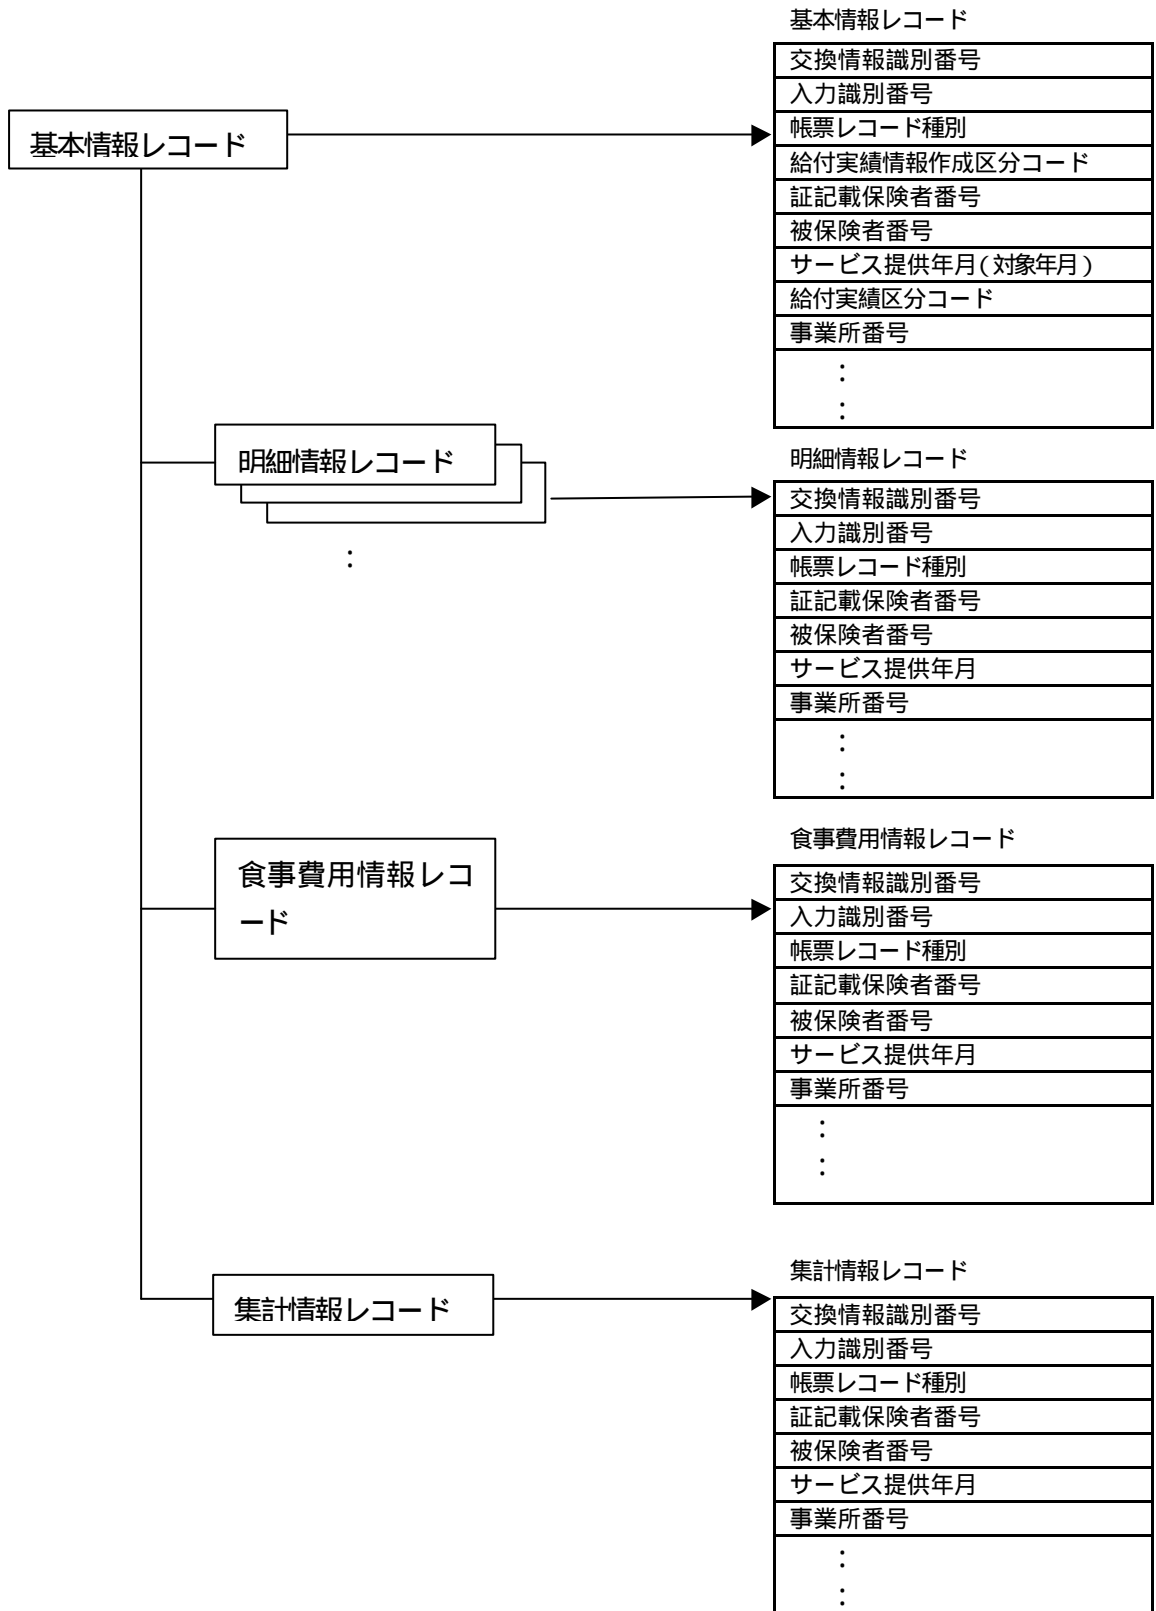 基本情報レコード
基本情報レコード
交換情報識別番号
入力識別番号
帳票レコード種別
給付実績情報作成区分コード
証記載保険者番号
被保険者番号
サービス提供年月(対象年月)
給付実績区分コード
事業所番号
：
：
明細情報レコード
：
明細情報レコード
交換情報識別番号
入力識別番号
帳票レコード種別
証記載保険者番号
被保険者番号
サービス提供年月
事業所番号
：
：
食事費用情報レコ
ード
食事費用情報レコード
交換情報識別番号
入力識別番号
帳票レコード種別
証記載保険者番号
被保険者番号
サービス提供年月
事業所番号
：
：
集計情報レコード
集計情報レコード
交換情報識別番号
入力識別番号
帳票レコード種別
証記載保険者番号
被保険者番号
サービス提供年月
事業所番号
：
：